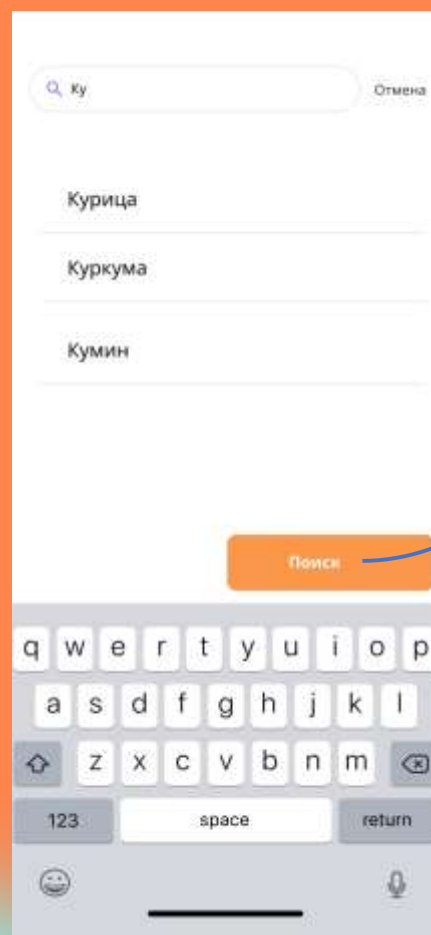 Ку
Отмена
Курица
Куркума
Кумин
Поиск
q w e r t y u i o p
a s d f g h j k l
z x c v b n m
123 space return